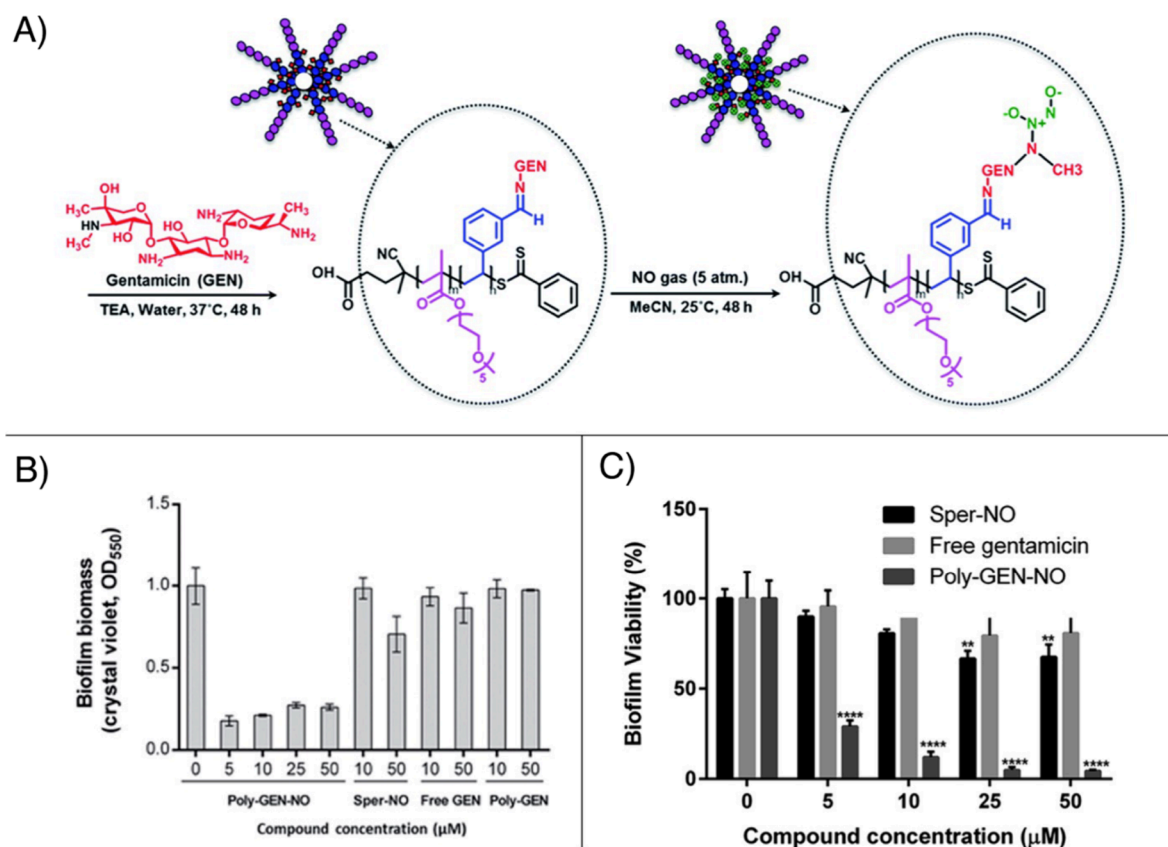 A)
OH
H₃C
O
HN
H₃C
OH
HO
O
H₂N
CH₃
NH₂
H₂N
NH₂
Gentamicin (GEN)
TEA, Water, 37°C, 48 h
GEN
N
H
OH
O
CN
m
n
S
S
O
O
O
5
NO gas (5 atm.)
MeCN, 25°C, 48 h
O-
-O
N+
N
N
GEN
CH3
N
H
HO
O
CN
m
n
S
S
O
O
O
5
B)
Biofilm biomass
(crystal violet, OD₅₅₀)
1.5
1.0
0.5
0.0
0 5 10 25 50 10 50 10 50 10 50
Poly-GEN-NO Sper-NO Free GEN Poly-GEN
Compound concentration (μM)
C)
Biofilm Viability (%)
150
100
50
0
Sper-NO
Free gentamicin
Poly-GEN-NO
**** **** ** **** ** ****
0 5 10 25 50
Compound concentration (μM)